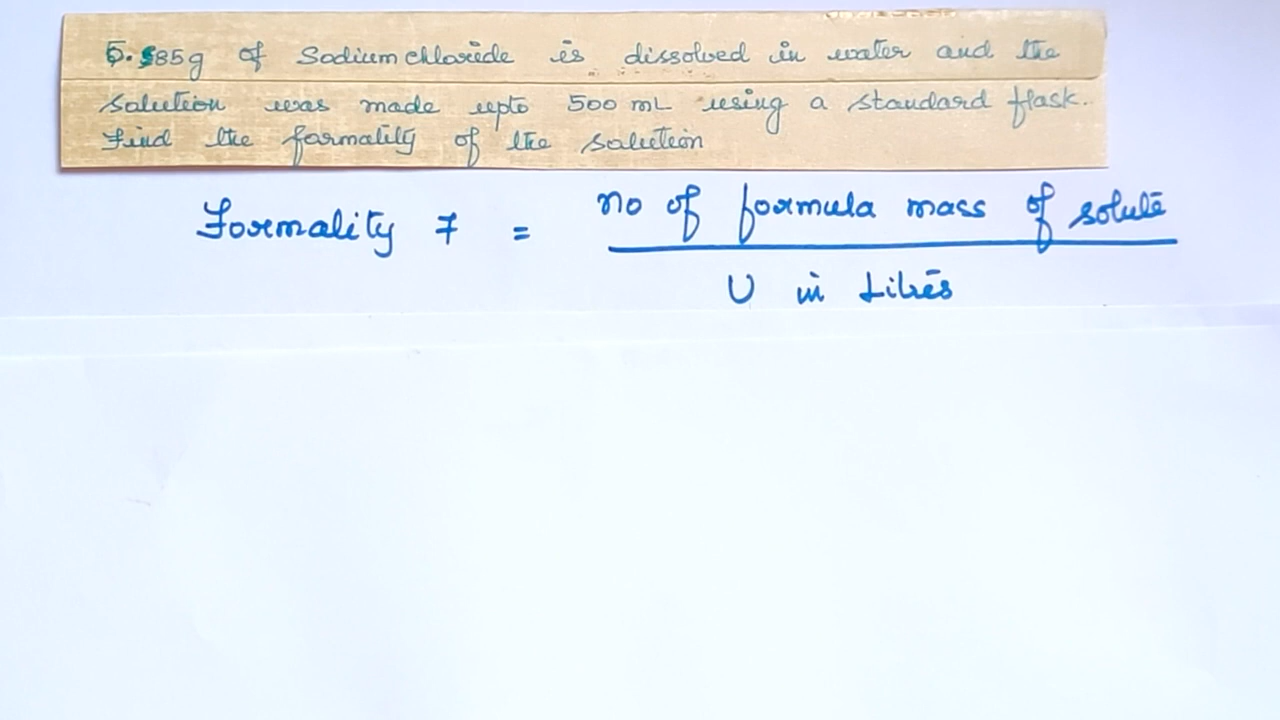 5.85g of Sodium chloride is dissolved in water and the
solution was made upto 500 mL using a standard flask.
Find the formality of the solution
Formality F = no of formula mass of solute
V in Litres